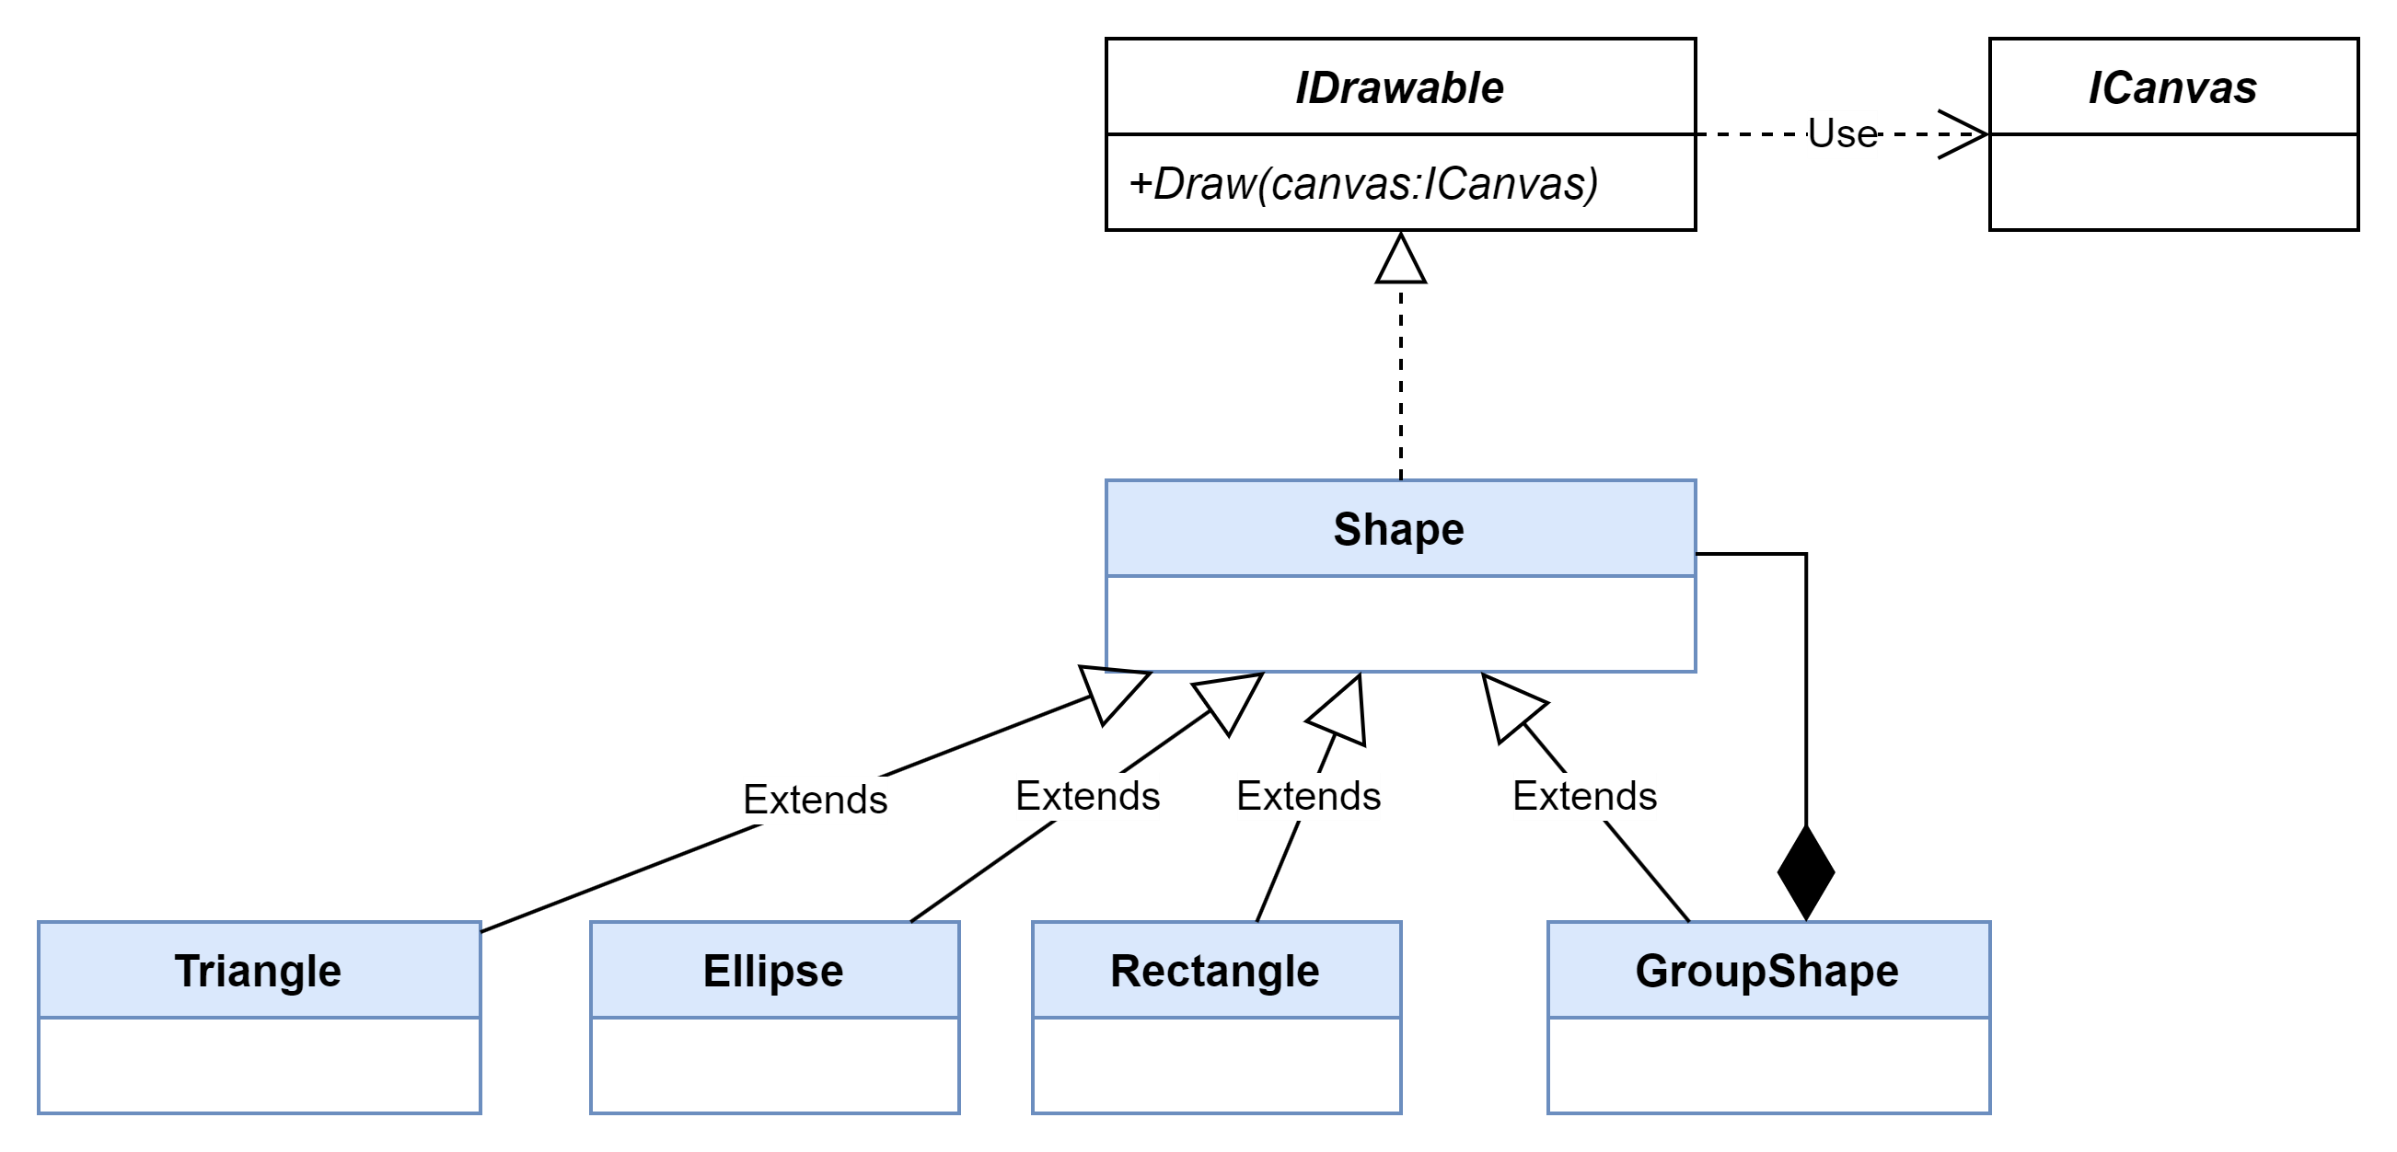 IDrawable
ICanvas
Use
+Draw(canvas:ICanvas)
Shape
Extends
Extends
Extends
Extends
Triangle
Ellipse
Rectangle
GroupShape